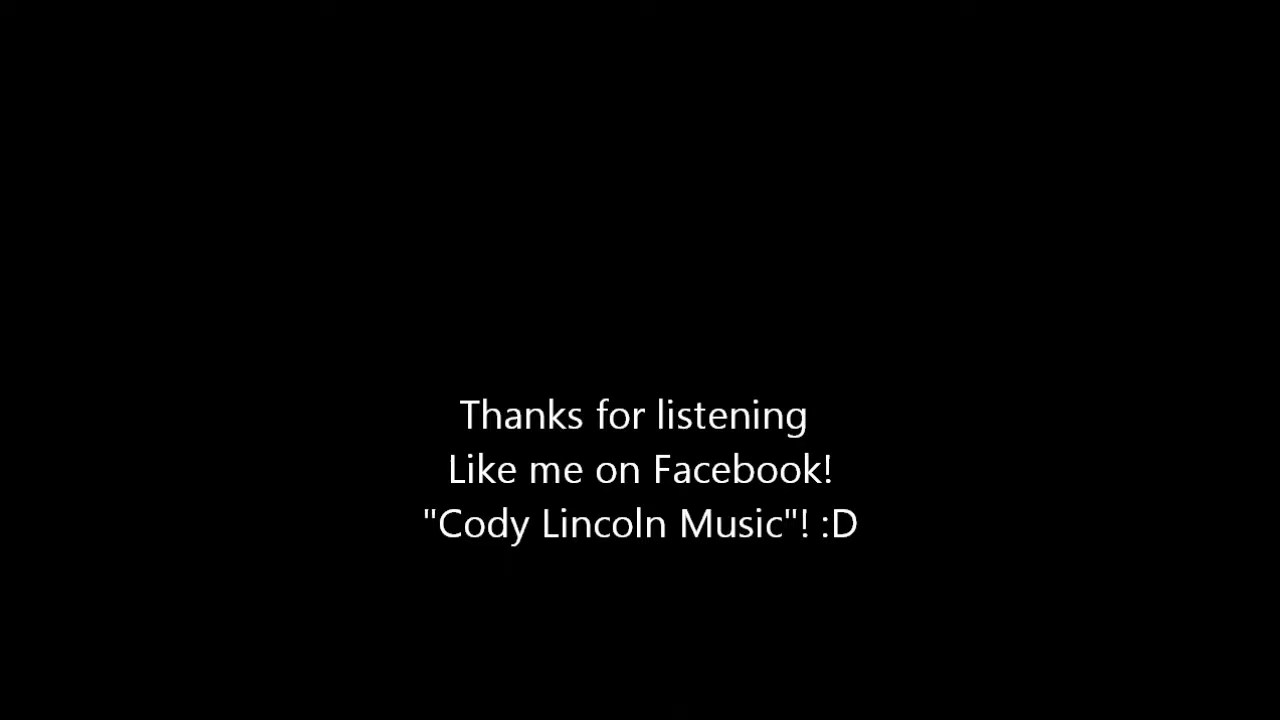 Thanks for listening
Like me on Facebook!
"Cody Lincoln Music"! :D